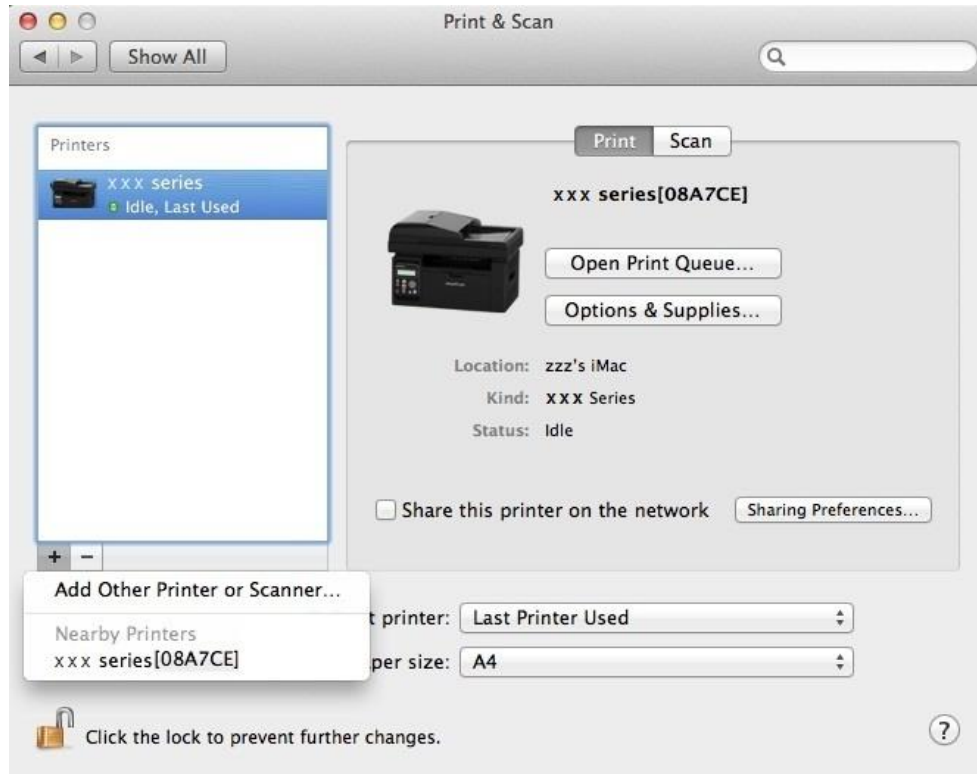 Print & Scan
Show All
Printers
xxx series
Idle, Last Used
Print Scan
xxx series[08A7CE]
Open Print Queue...
Options & Supplies...
Location: zzz's iMac
Kind: xxx Series
Status: Idle
Share this printer on the network Sharing Preferences...
+ −
Add Other Printer or Scanner...
Nearby Printers
xxx series[08A7CE]
t printer: Last Printer Used
per size: A4
Click the lock to prevent further changes.
?